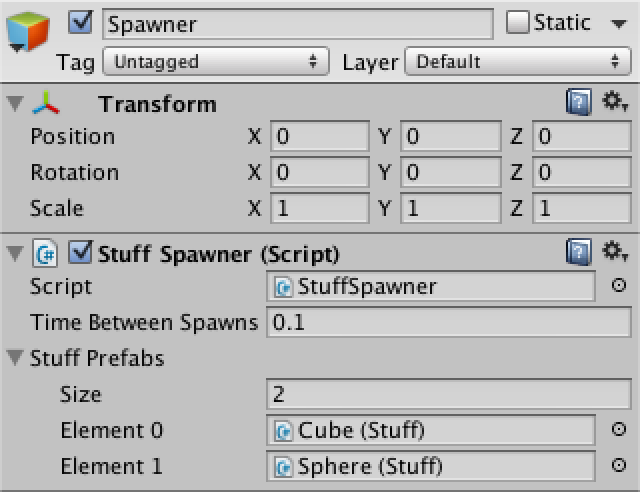 Spawner Static
Tag Untagged Layer Default
Transform
Position X 0 Y 0 Z 0
Rotation X 0 Y 0 Z 0
Scale X 1 Y 1 Z 1
C# Stuff Spawner (Script)
Script C# StuffSpawner
Time Between Spawns 0.1
Stuff Prefabs
Size 2
Element 0 C# Cube (Stuff)
Element 1 C# Sphere (Stuff)